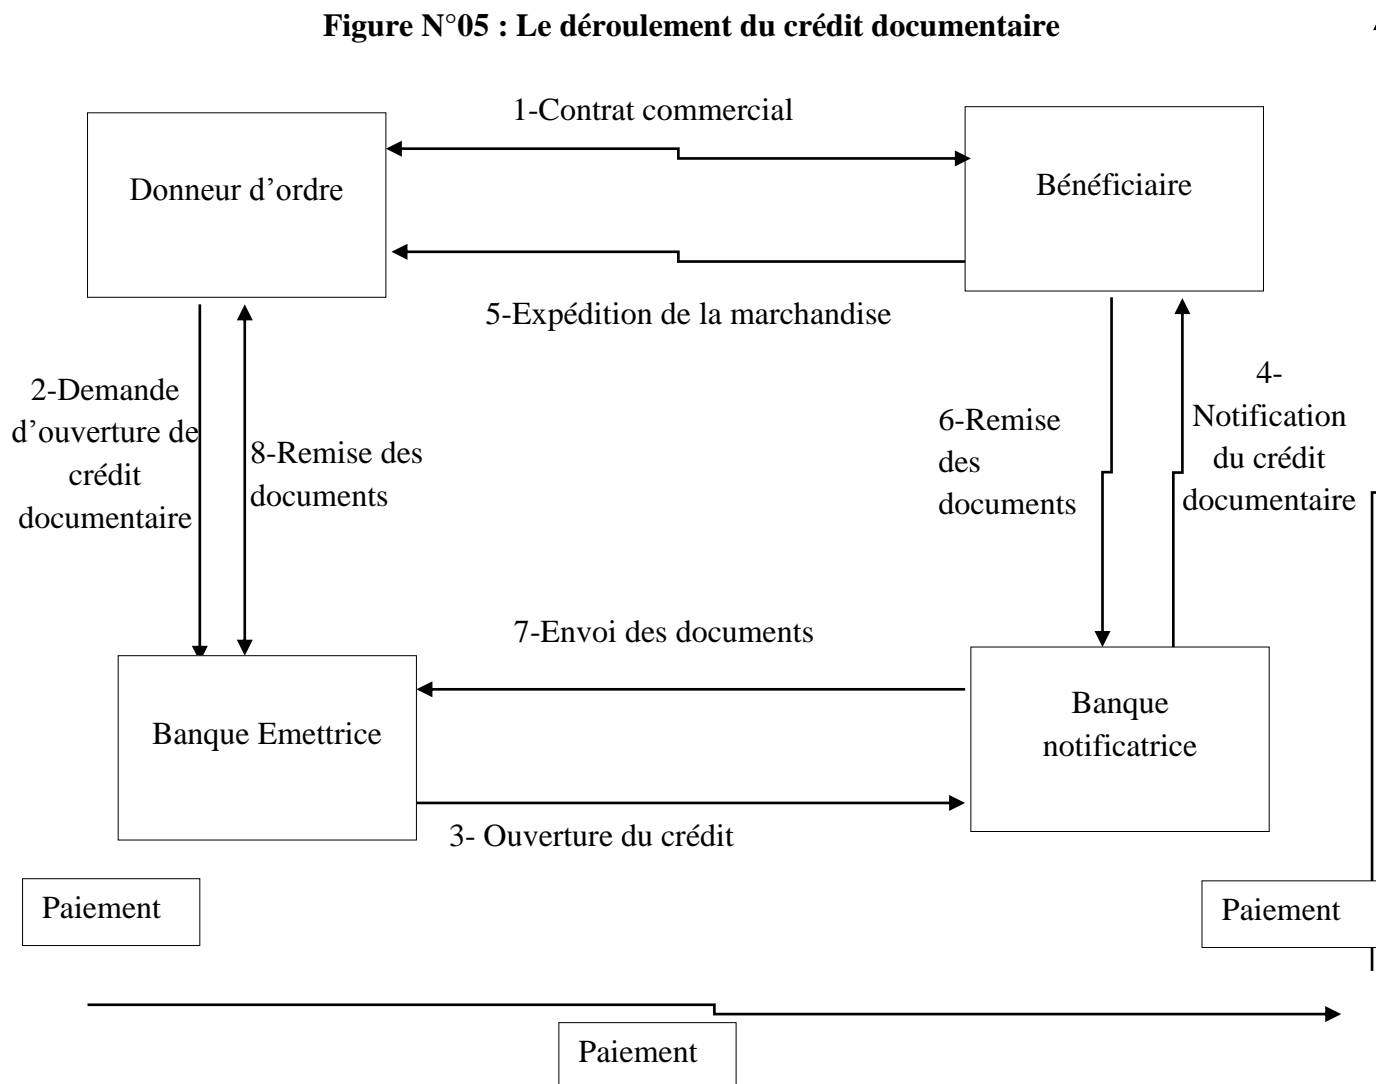 Figure N°05 : Le déroulement du crédit documentaire
1-Contrat commercial
Donneur d’ordre
Bénéficiaire
5-Expédition de la marchandise
2-Demande
d’ouverture de
crédit
documentaire
8-Remise des
documents
6-Remise
des
documents
4-
Notification
du crédit
documentaire
7-Envoi des documents
Banque Emettrice
Banque
notificatrice
3- Ouverture du crédit
Paiement
Paiement
Paiement